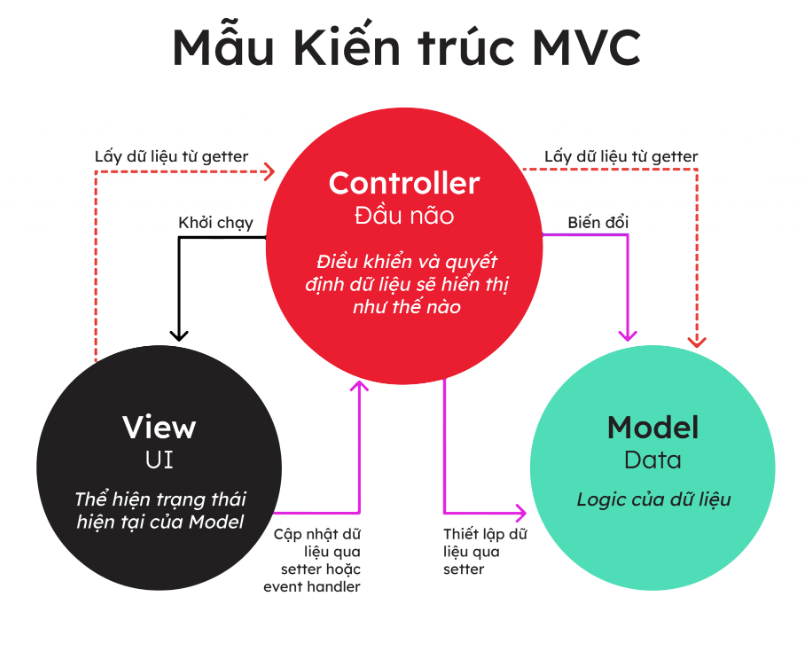 Mẫu Kiến trúc MVC
Lấy dữ liệu từ getter
Lấy dữ liệu từ getter
Controller
Đầu não
Khởi chạy
Biến đổi
Điều khiển và quyết
định dữ liệu sẽ hiển thị
như thế nào
View
UI
Thể hiện trạng thái
hiện tại của Model
Model
Data
Logic của dữ liệu
Cập nhật dữ
liệu qua
setter hoặc
event handler
Thiết lập dữ
liệu qua
setter